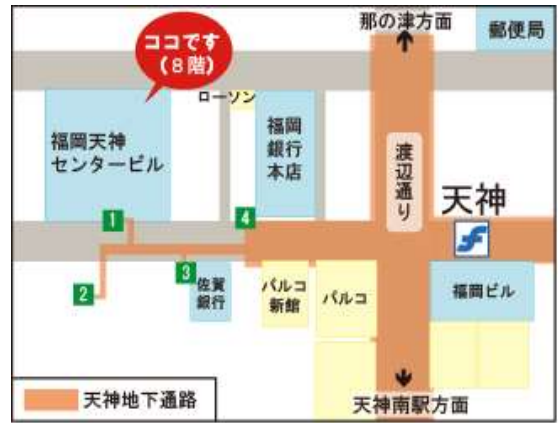 那の津方面
郵便局
ココです
(8階)
ローソン
福岡天神
センタービル
福岡
銀行
本店
渡辺通り
天神
1
4
3
2
佐賀
銀行
パルコ
新館
パルコ
福岡ビル
天神地下通路
天神南駅方面